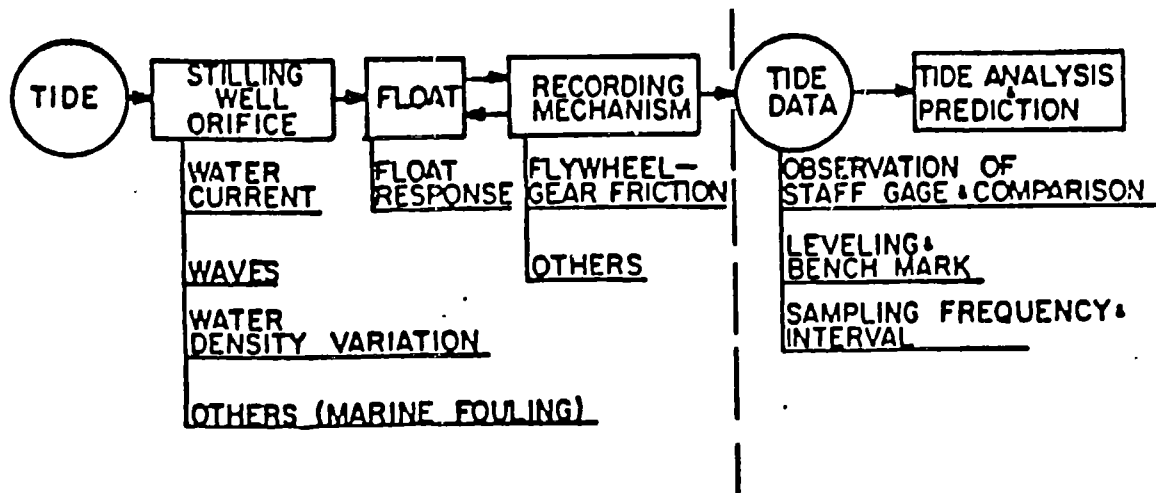 TIDE
STILLING
WELL
ORIFICE
FLOAT
RECORDING
MECHANISM
TIDE
DATA
TIDE ANALYSIS
&
PREDICTION
WATER
CURRENT
WAVES
WATER
DENSITY VARIATION
OTHERS (MARINE FOULING)
FLOAT
RESPONSE
FLYWHEEL-
GEAR FRICTION
OTHERS
OBSERVATION OF
STAFF GAGE & COMPARISON
LEVELING &
BENCH MARK
SAMPLING FREQUENCY &
INTERVAL